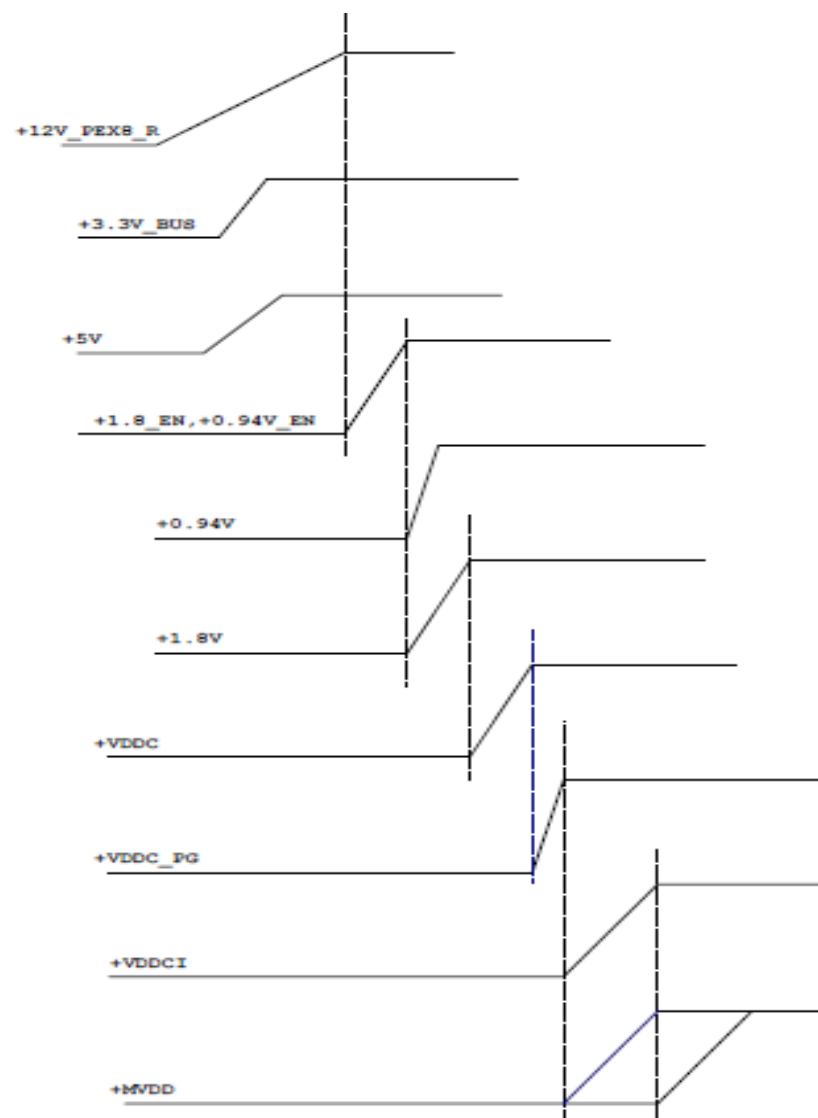 +12V_PEX8_R
+3.3V_BUS
+5V
+1.8_EN,+0.94V_EN
+0.94V
+1.8V
+VDDC
+VDDC_PG
+VDDCI
+MVDD